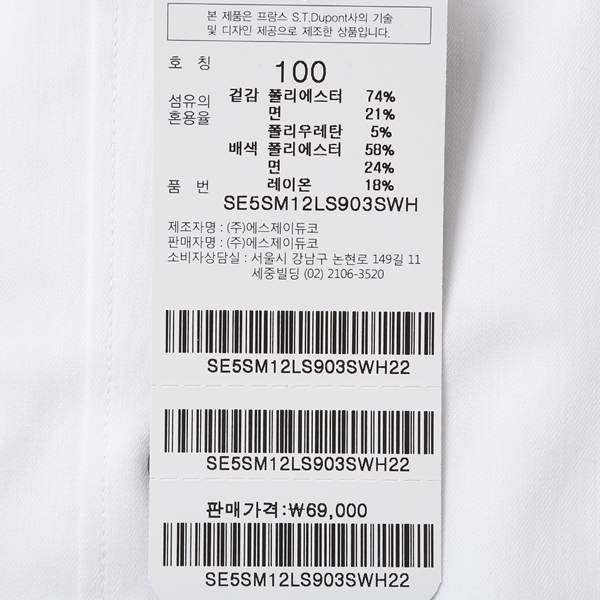 본 제품은 프랑스 S.T.Dupont사의 기술
및 디자인 제공으로 제조한 상품입니다.
호 칭 100
섬유의 혼용율 겉감 폴리에스터 74%
면 21%
폴리우레탄 5%
배색 폴리에스터 58%
면 24%
레이온 18%
품 번 SE5SM12LS903SWH
제조자명 : (주)에스제이듀코
판매자명 : (주)에스제이듀코
소비자상담실 : 서울시 강남구 논현로 149길 11
세중빌딩 (02) 2106-3520
SE5SM12LS903SWH22
SE5SM12LS903SWH22
판매가격:₩69,000
SE5SM12LS903SWH22